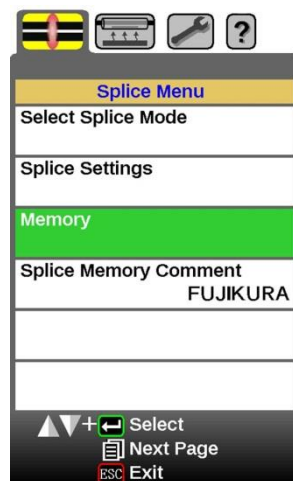 ?
Splice Menu
Select Splice Mode
Splice Settings
Memory
Splice Memory Comment
FUJIKURA
+ Select
Next Page
ESC Exit